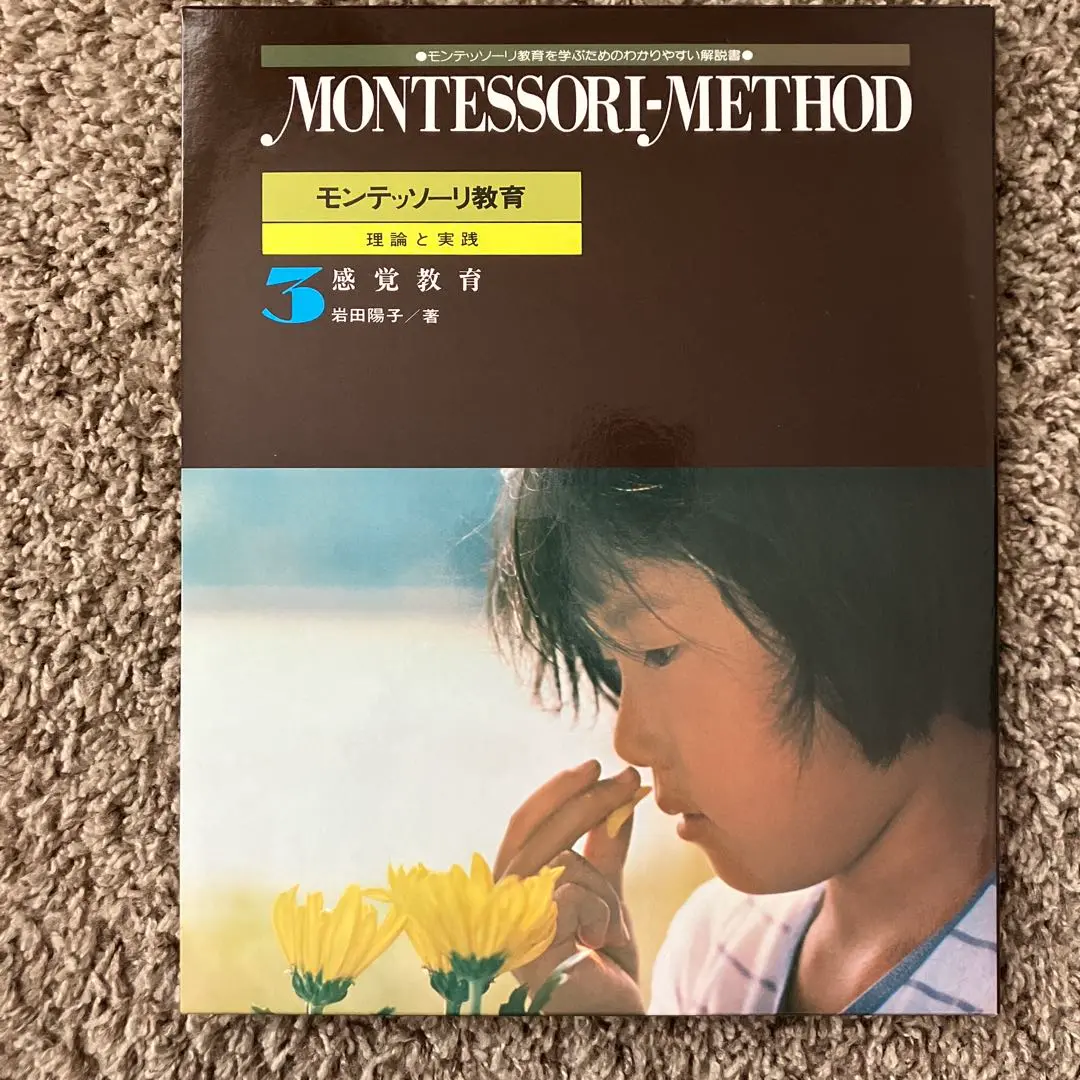 ●モンテッソーリ教育を学ぶためのわかりやすい解説書●
MONTESSORI-METHOD
モンテッソーリ教育
理論と実践
3 感覚教育
岩田陽子/著